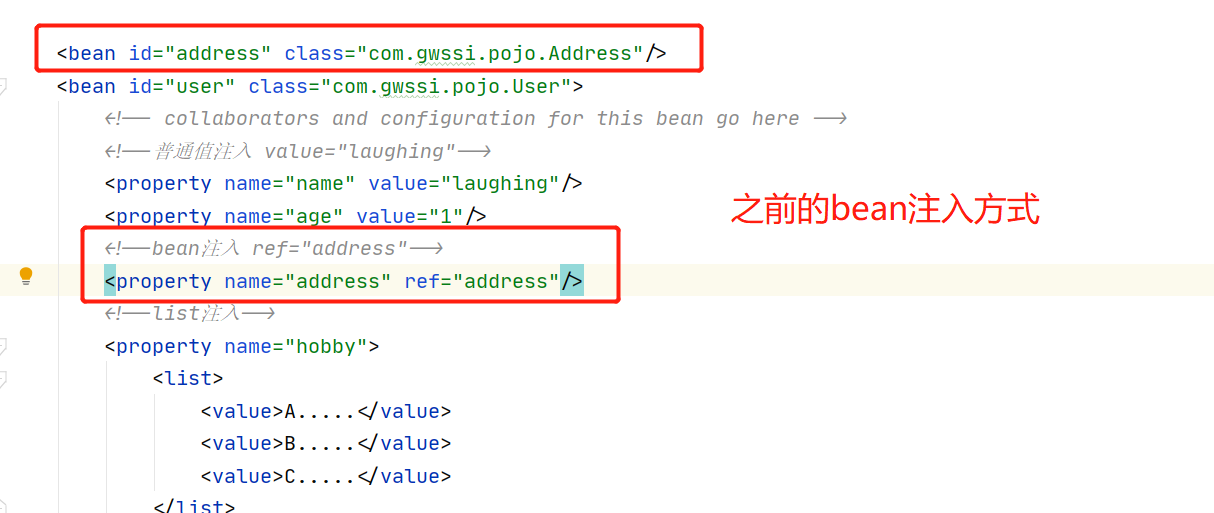 <bean id="address" class="com.gwssi.pojo.Address"/>
<bean id="user" class="com.gwssi.pojo.User">
<!-- collaborators and configuration for this bean go here -->
<!--普通值注入 value="laughing"-->
<property name="name" value="laughing"/>
<property name="age" value="1"/>
之前的bean注入方式
<!--bean注入 ref="address"-->
<property name="address" ref="address"/>
<!--list注入-->
<property name="hobby">
<list>
<value>A.....</value>
<value>B.....</value>
<value>C.....</value>
</list>